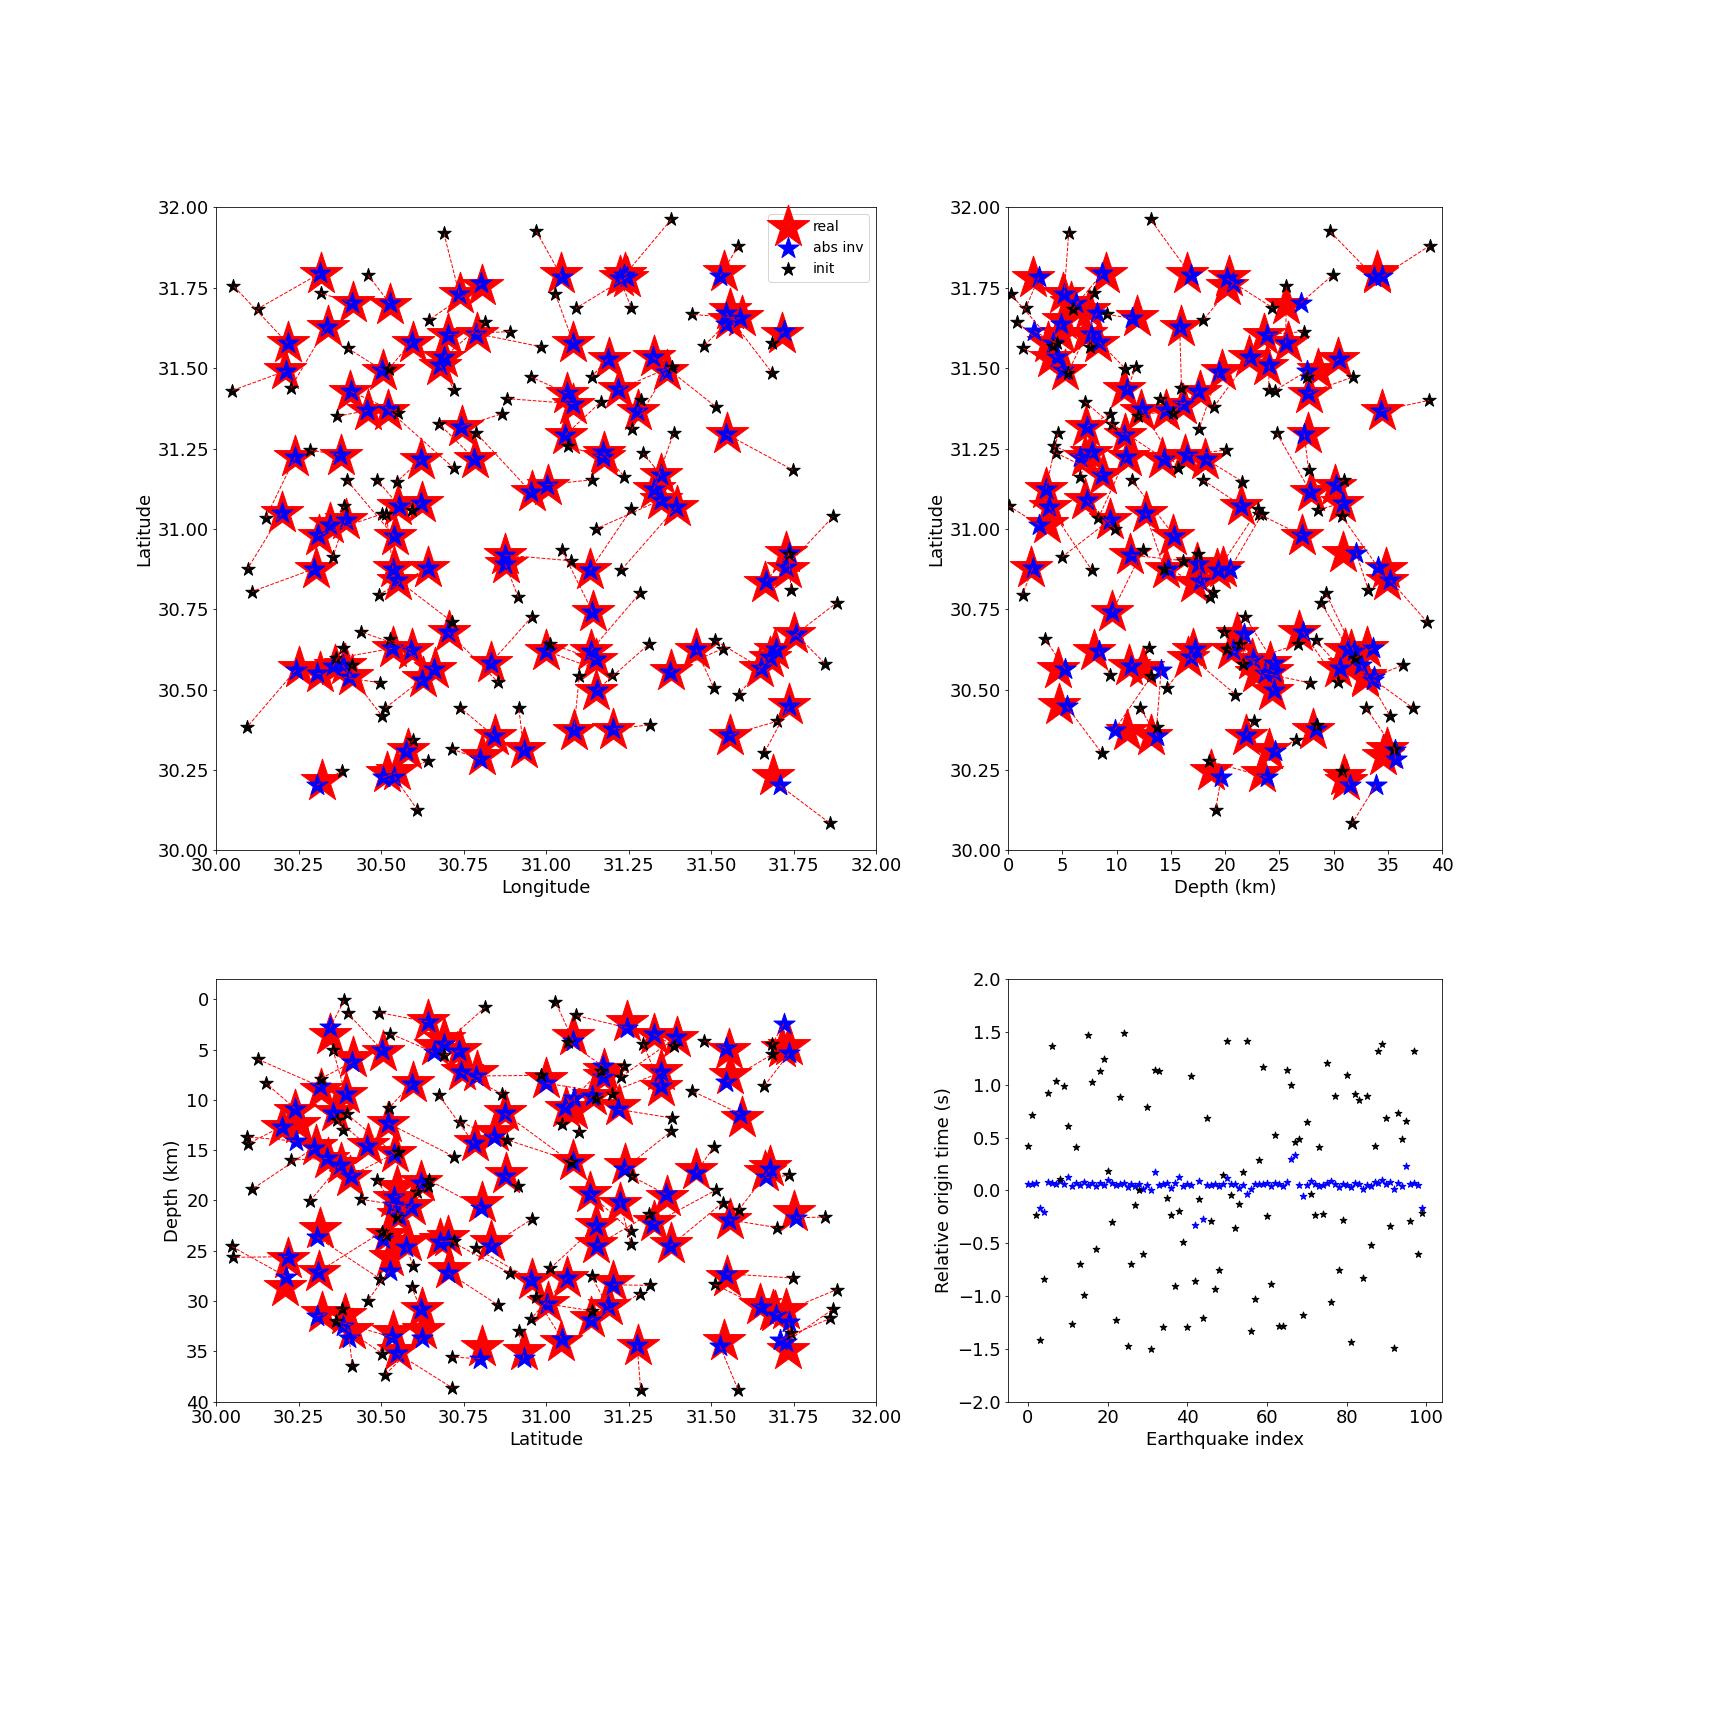 32.00
31.75
31.50
31.25
31.00
30.75
30.50
30.25
30.00
Latitude
30.00 30.25 30.50 30.75 31.00 31.25 31.50 31.75 32.00
Longitude
real
abs inv
init
32.00
31.75
31.50
31.25
31.00
30.75
30.50
30.25
30.00
Latitude
0 5 10 15 20 25 30 35 40
Depth (km)
0
5
10
15
20
25
30
35
40
Depth (km)
30.00 30.25 30.50 30.75 31.00 31.25 31.50 31.75 32.00
Latitude
2.0
1.5
1.0
0.5
0.0
−0.5
−1.0
−1.5
−2.0
Relative origin time (s)
0 20 40 60 80 100
Earthquake index